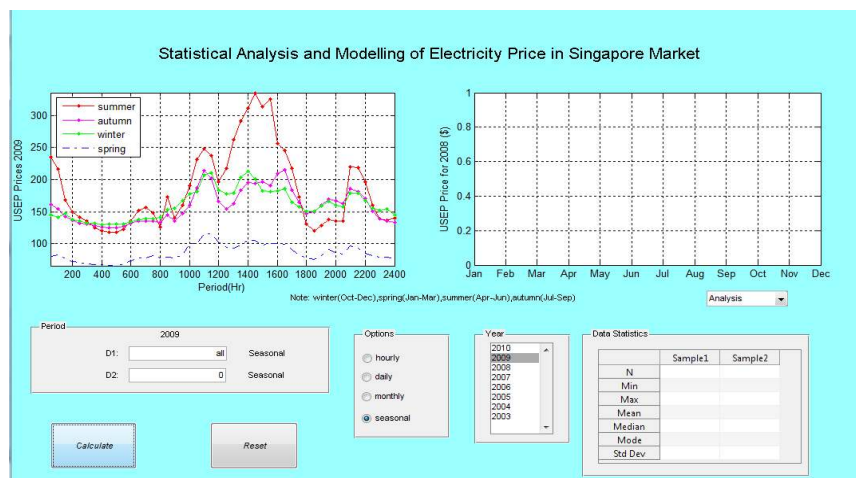 Statistical Analysis and Modelling of Electricity Price in Singapore Market
USEP Prices 2009
300
250
200
150
100
summer
autumn
winter
spring
200 400 600 800 1000 1200 1400 1600 1800 2000 2200 2400
Period(Hr)
USEP Price for 2008 ($)
1
0.8
0.6
0.4
0.2
0
Jan Feb Mar Apr May Jun Jul Aug Sep Oct Nov Dec
Note: winter(Oct-Dec),spring(Jan-Mar),summer(Apr-Jun),autumn(Jul-Sep)
Analysis
Period
2009
D1: all Seasonal
D2: 0 Seasonal
Options
hourly
daily
monthly
seasonal
Year
2010
2009
2008
2007
2006
2005
2004
2003
Data Statistics
Sample1 Sample2
N
Min
Max
Mean
Median
Mode
Std Dev
Calculate
Reset